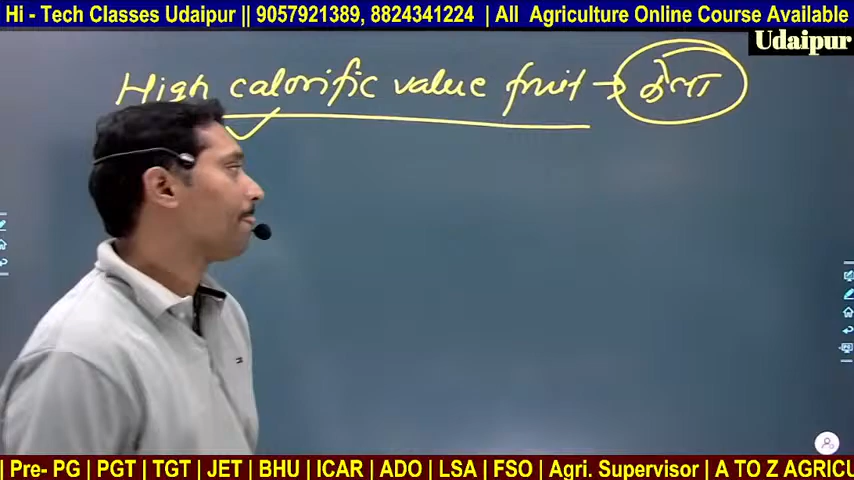 Hi - Tech Classes Udaipur || 9057921389, 8824341224 | All Agriculture Online Course Available
Udaipur
High calorific value fruit → केला
| Pre- PG | PGT | TGT | JET | BHU | ICAR | ADO | LSA | FSO | Agri. Supervisor | A TO Z AGRICU